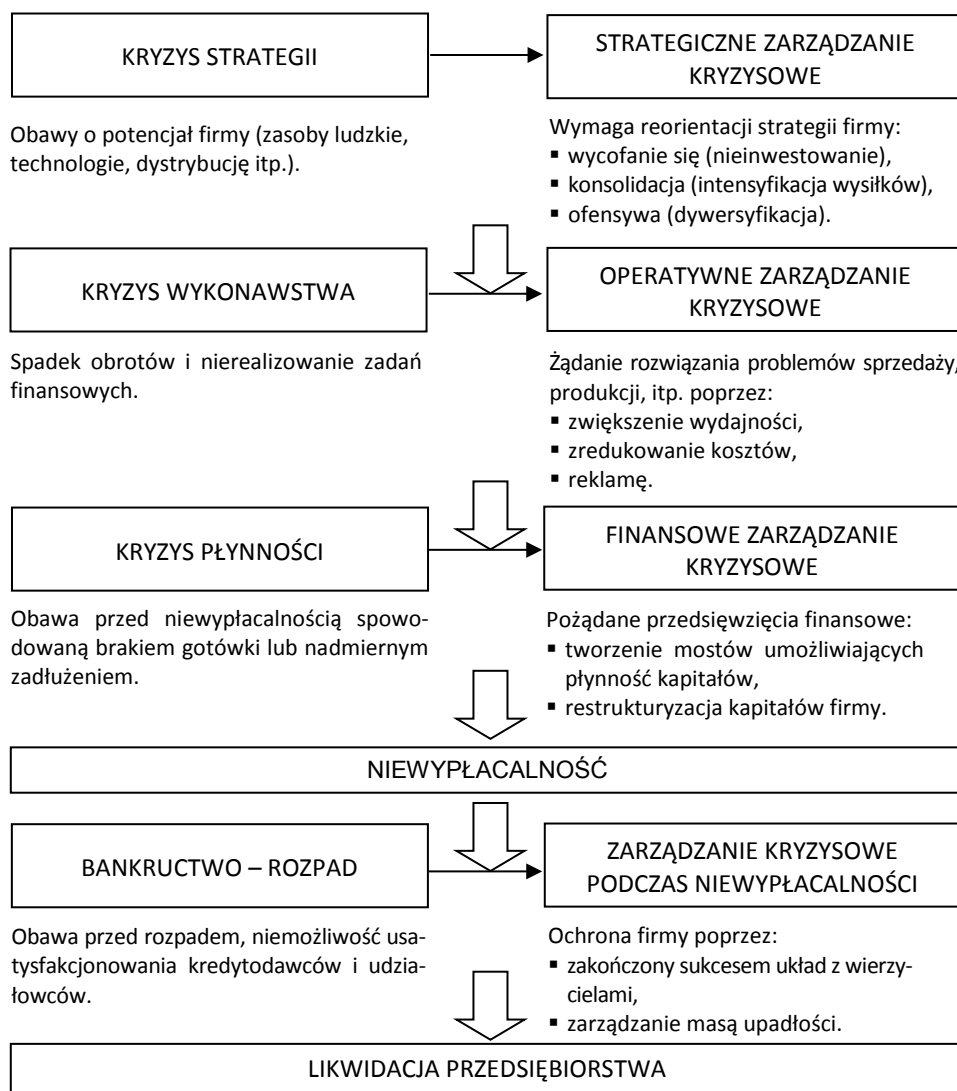 KRYZYS STRATEGII
STRATEGICZNE ZARZĄDZANIE
KRYZYSOWE
Obawy o potencjał firmy (zasoby ludzkie,
technologie, dystrybucję itp.).
Wymaga reorientacji strategii firmy:
▪ wycofanie się (nieinwestowanie),
▪ konsolidacja (intensyfikacja wysiłków),
▪ ofensywa (dywersyfikacja).
KRYZYS WYKONAWSTWA
OPERATYWNE ZARZĄDZANIE
KRYZYSOWE
Spadek obrotów i nierealizowanie zadań
finansowych.
Żądanie rozwiązania problemów sprzedaży,
produkcji, itp. poprzez:
▪ zwiększenie wydajności,
▪ zredukowanie kosztów,
▪ reklamę.
KRYZYS PŁYNNOŚCI
FINANSOWE ZARZĄDZANIE
KRYZYSOWE
Obawa przed niewypłacalnością spowo-
dowaną brakiem gotówki lub nadmiernym
zadłużeniem.
Pożądane przedsięwzięcia finansowe:
▪ tworzenie mostów umożliwiających
płynność kapitałów,
▪ restrukturyzacja kapitałów firmy.
NIEWYPŁACALNOŚĆ
BANKRUCTWO – ROZPAD
ZARZĄDZANIE KRYZYSOWE
PODCZAS NIEWYPŁACALNOŚCI
Obawa przed rozpadem, niemożliwość usa-
tysfakcjonowania kredytodawców i udzia-
łowców.
Ochrona firmy poprzez:
▪ zakończony sukcesem układ z wierzy-
cielami,
▪ zarządzanie masą upadłości.
LIKWIDACJA PRZEDSIĘBIORSTWA